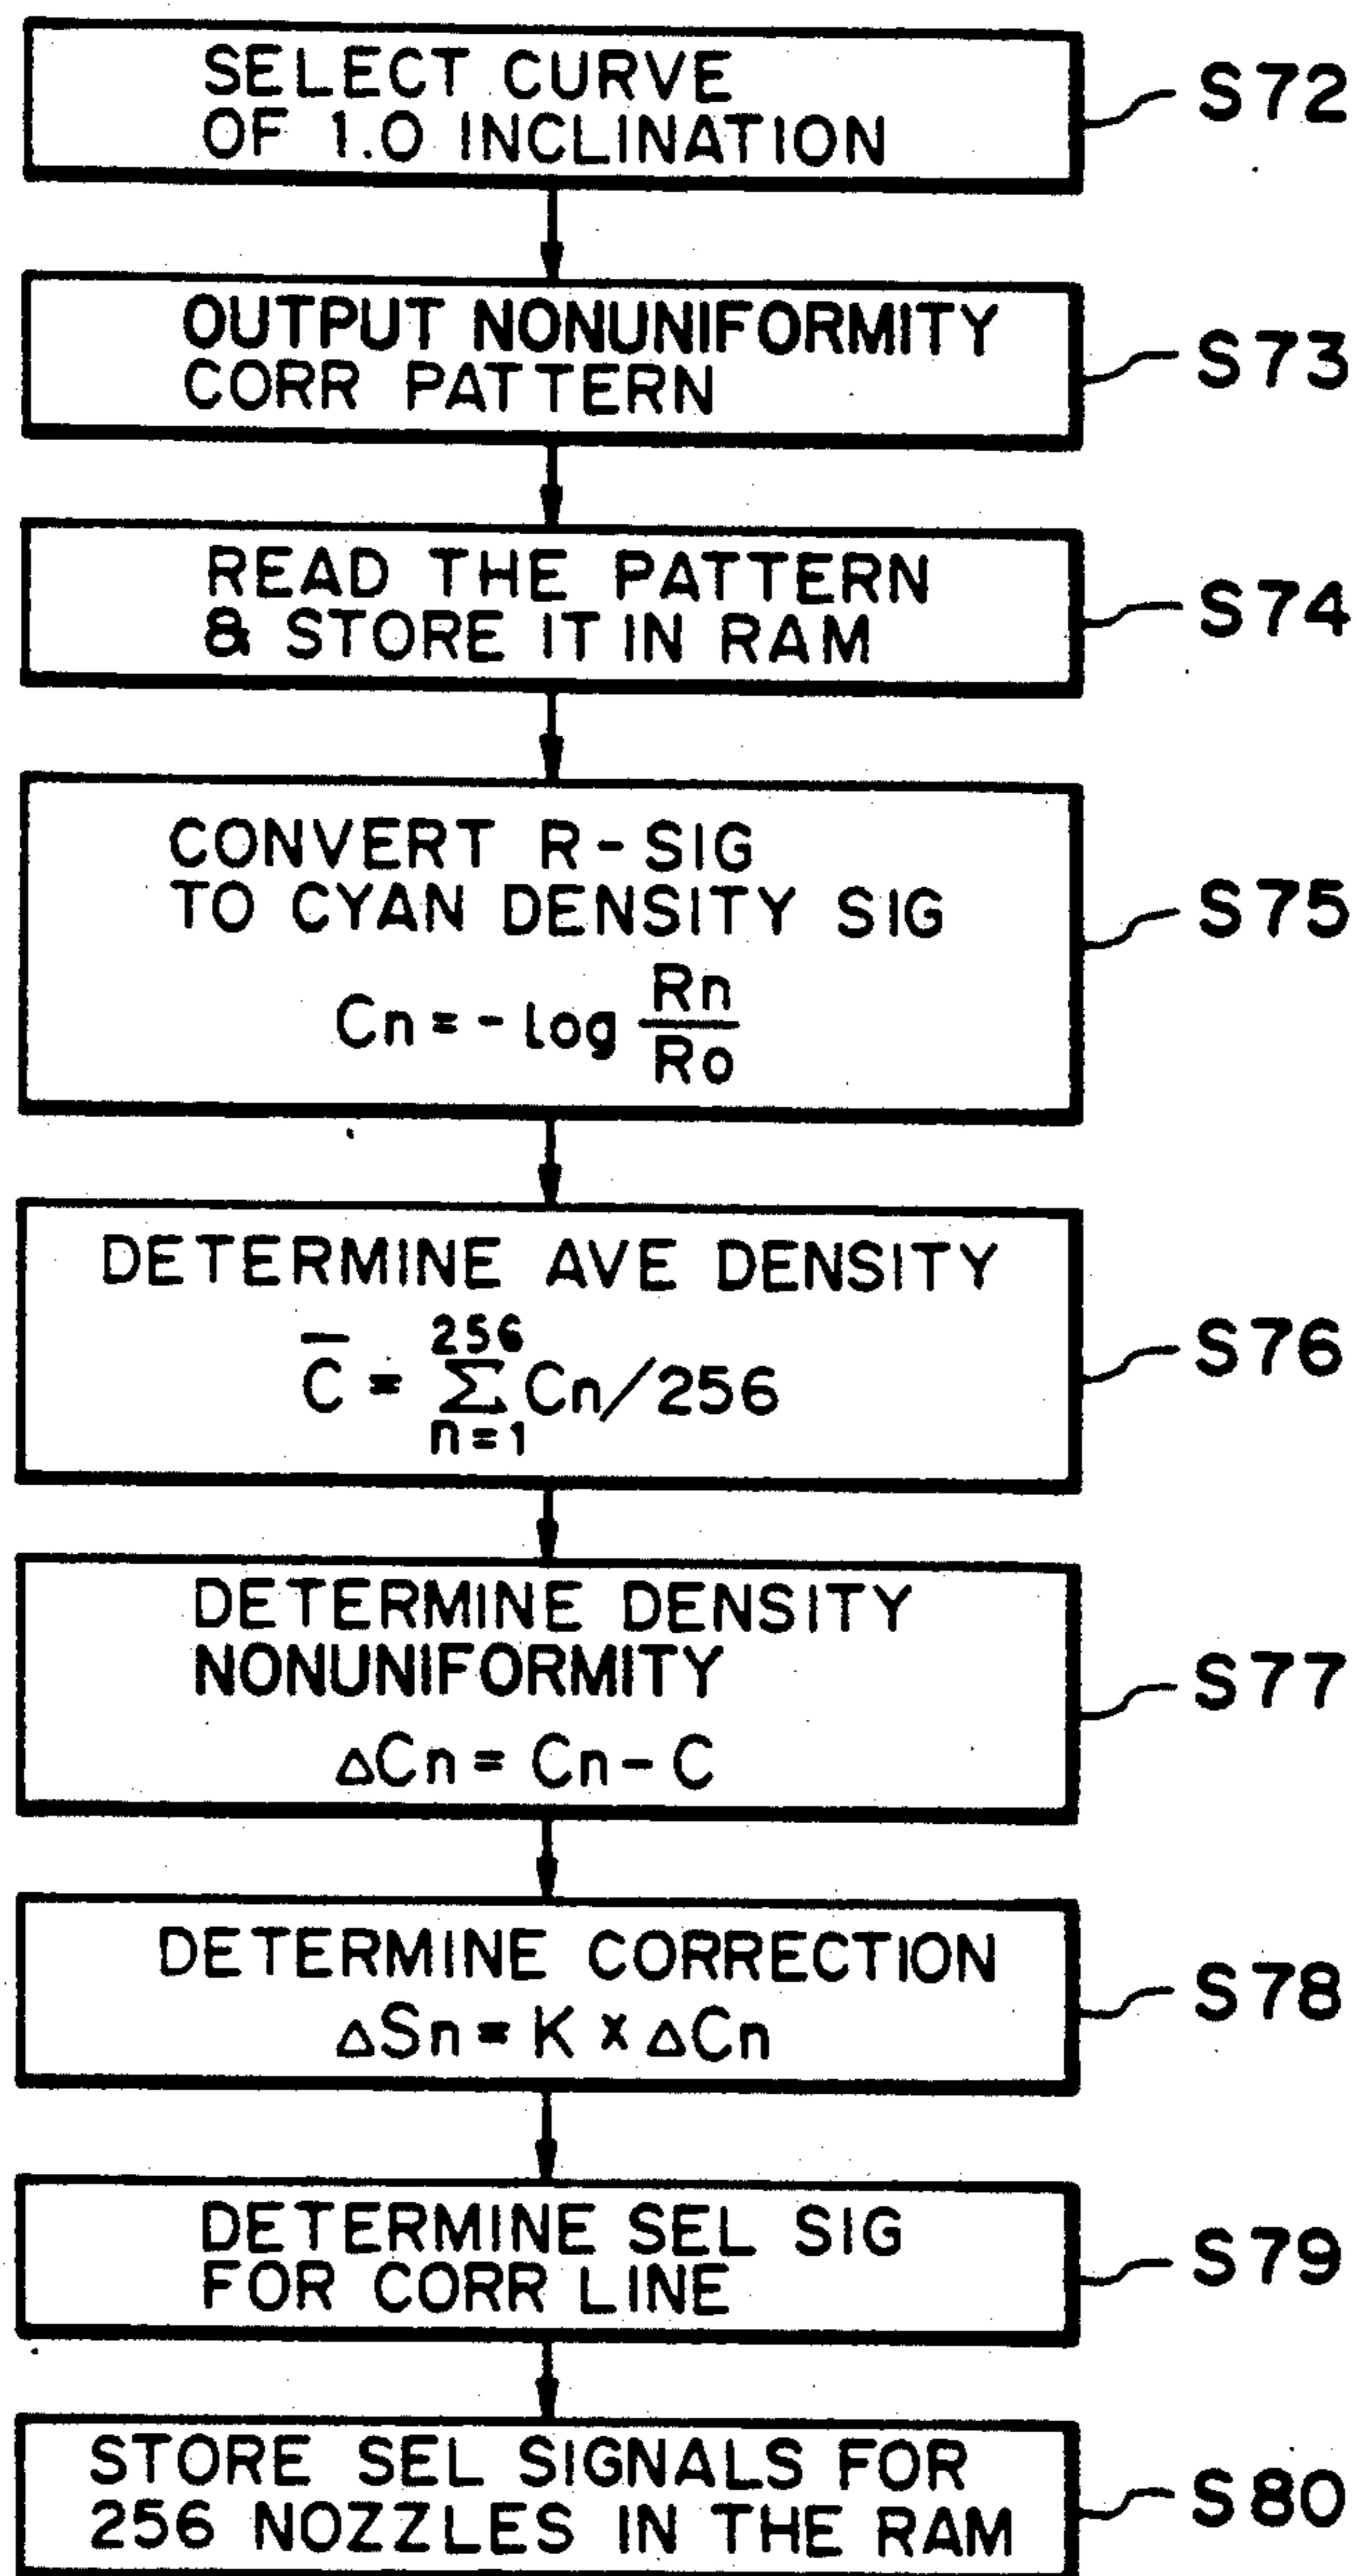 SELECT CURVE
OF 1.0 INCLINATION
S72
OUTPUT NONUNIFORMITY
CORR PATTERN
S73
READ THE PATTERN
& STORE IT IN RAM
S74
CONVERT R-SIG
TO CYAN DENSITY SIG
Cn = - log Rn/Ro
S75
DETERMINE AVE DENSITY
C̅ = 256 Σ n=1 Cn/256
S76
DETERMINE DENSITY
NONUNIFORMITY
ΔCn = Cn - C
S77
DETERMINE CORRECTION
ΔSn = K x ΔCn
S78
DETERMINE SEL SIG
FOR CORR LINE
S79
STORE SEL SIGNALS FOR
256 NOZZLES IN THE RAM
S80